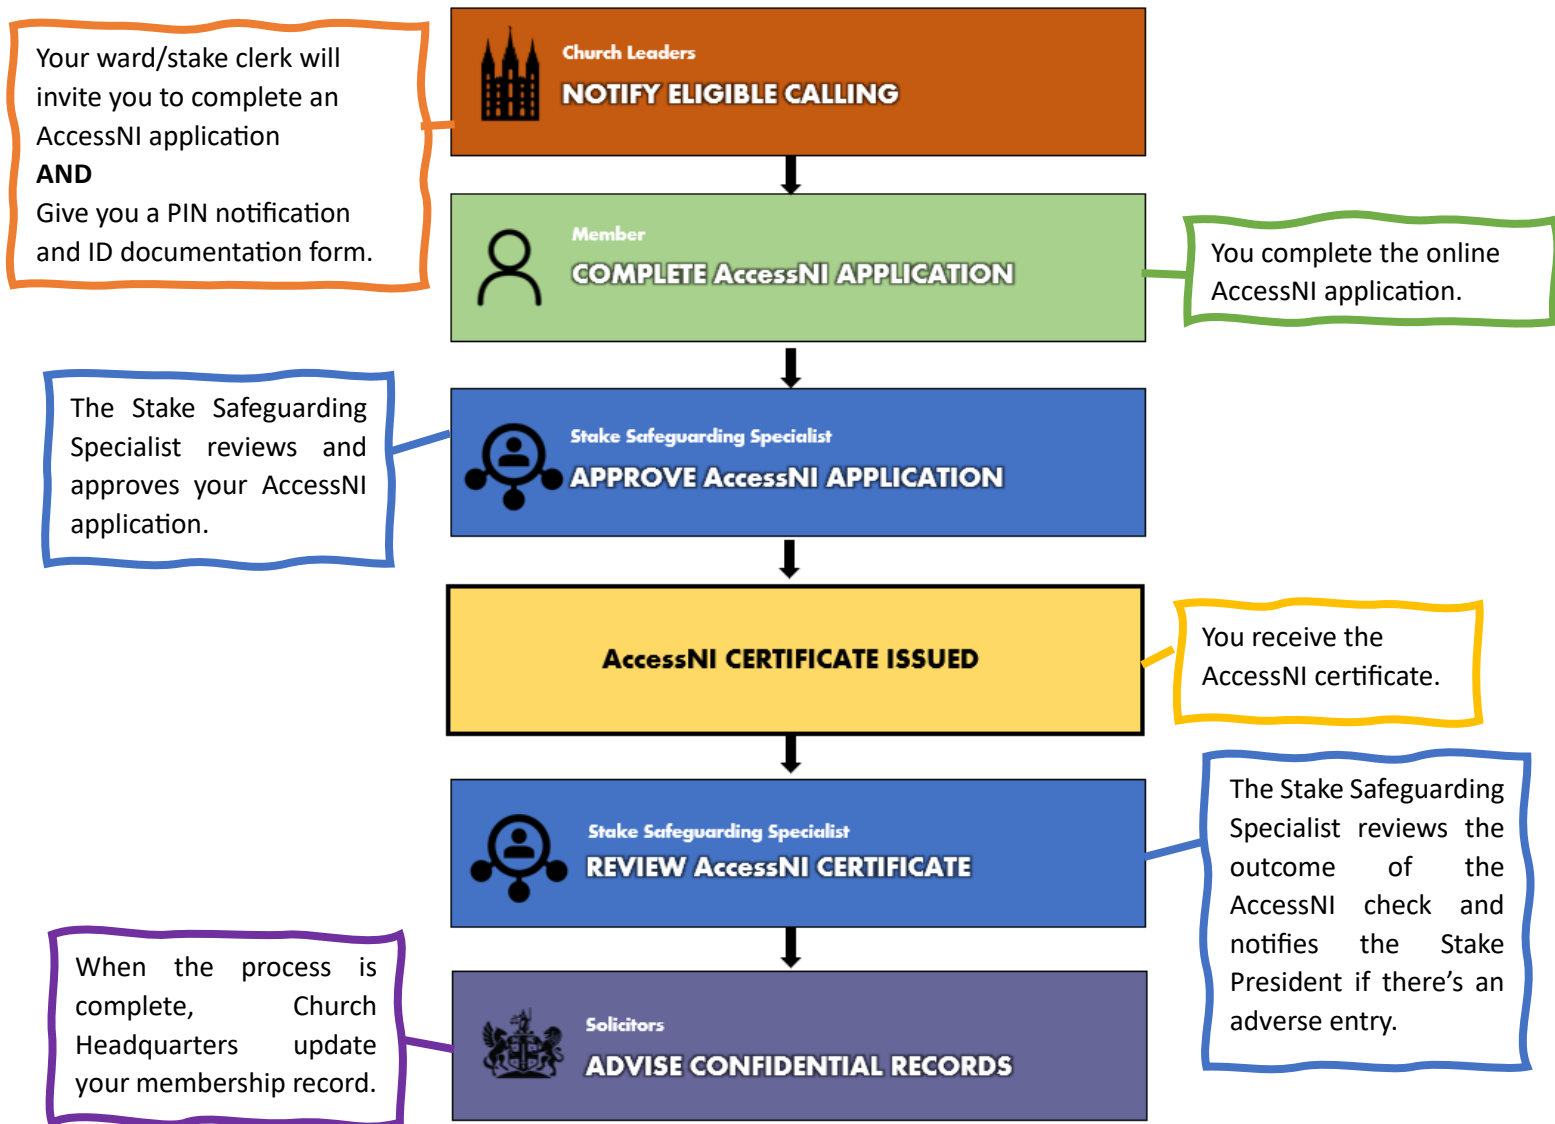 Your ward/stake clerk will
invite you to complete an
AccessNI application
AND
Give you a PIN notification
and ID documentation form.
Church Leaders
NOTIFY ELIGIBLE CALLING
Member
COMPLETE AccessNI APPLICATION
You complete the online
AccessNI application.
The Stake Safeguarding
Specialist reviews and
approves your AccessNI
application.
Stake Safeguarding Specialist
APPROVE AccessNI APPLICATION
AccessNI CERTIFICATE ISSUED
You receive the
AccessNI certificate.
Stake Safeguarding Specialist
REVIEW AccessNI CERTIFICATE
The Stake Safeguarding
Specialist reviews the
outcome of the
AccessNI check and
notifies the Stake
President if there’s an
adverse entry.
When the process is
complete, Church
Headquarters update
your membership record.
Solicitors
ADVISE CONFIDENTIAL RECORDS